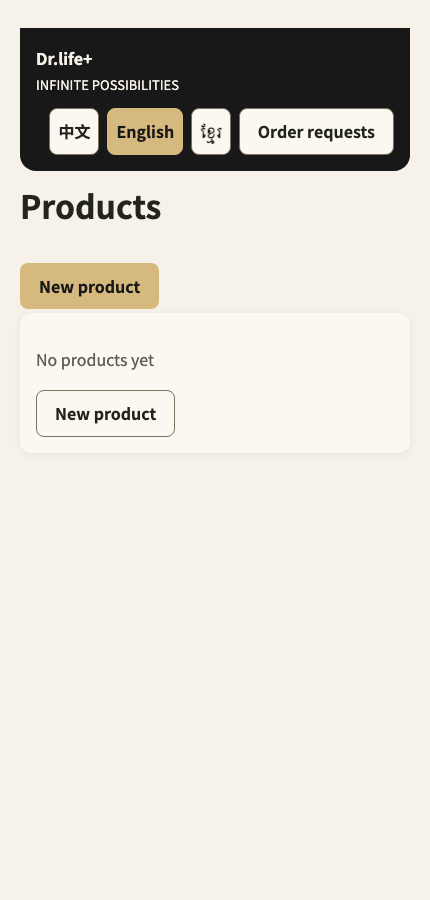 Dr.life+
INFINITE POSSIBILITIES
中文 English ខ្មែរ Order requests
Products
New product
No products yet
New product